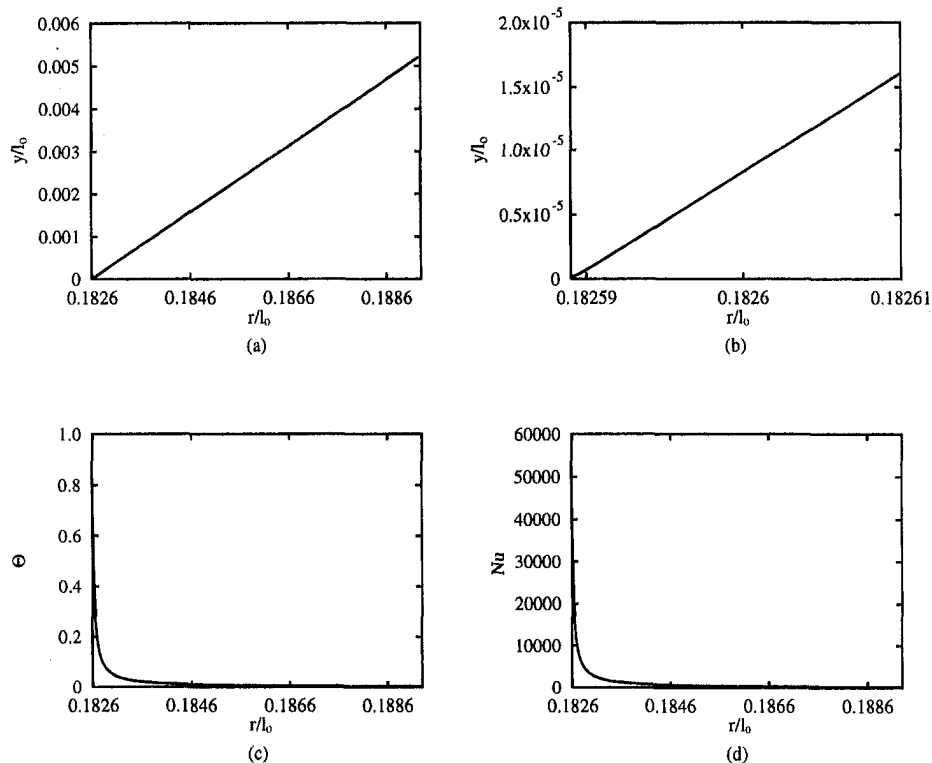 0.006
0.005
0.004
0.003
0.002
0.001
0
y/l₀
0.1826 0.1846 0.1866 0.1886
r/l₀
(a)
2.0x10⁻⁵
1.5x10⁻⁵
1.0x10⁻⁵
0.5x10⁻⁵
0
y/l₀
0.18259 0.1826 0.18261
r/l₀
(b)
1.0
0.8
0.6
0.4
0.2
0
Θ
0.1826 0.1846 0.1866 0.1886
r/l₀
(c)
60000
50000
40000
30000
20000
10000
0
Nu
0.1826 0.1846 0.1866 0.1886
r/l₀
(d)